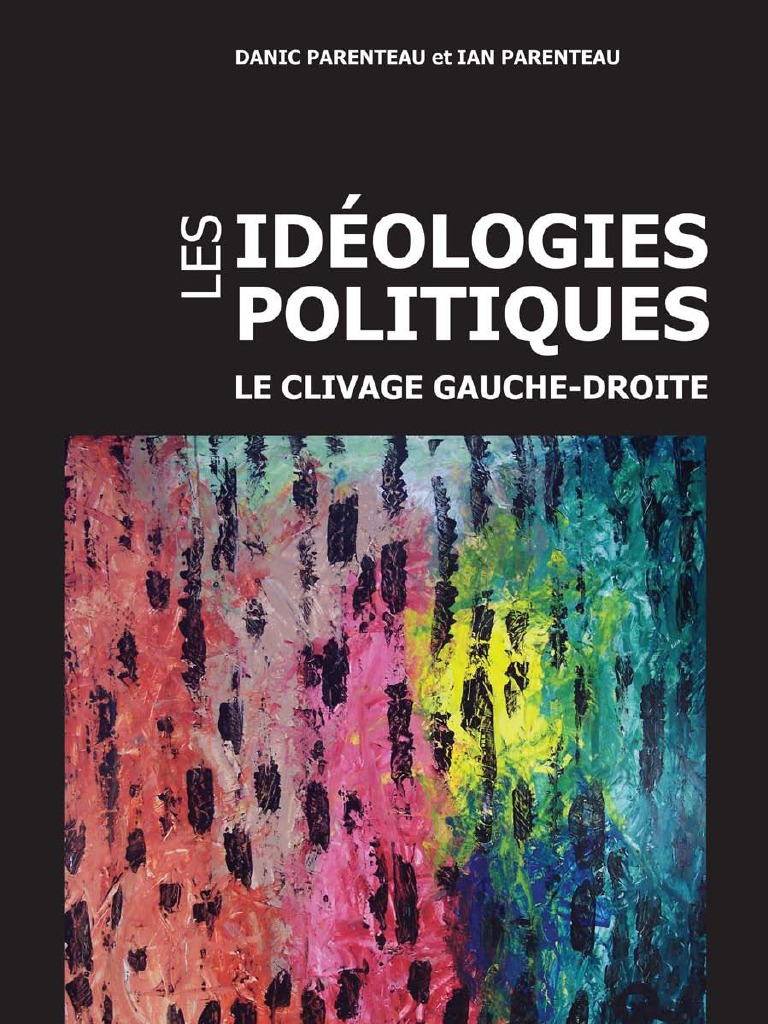 DANIC PARENTEAU et IAN PARENTEAU
LES
IDÉOLOGIES
POLITIQUES
LE CLIVAGE GAUCHE-DROITE